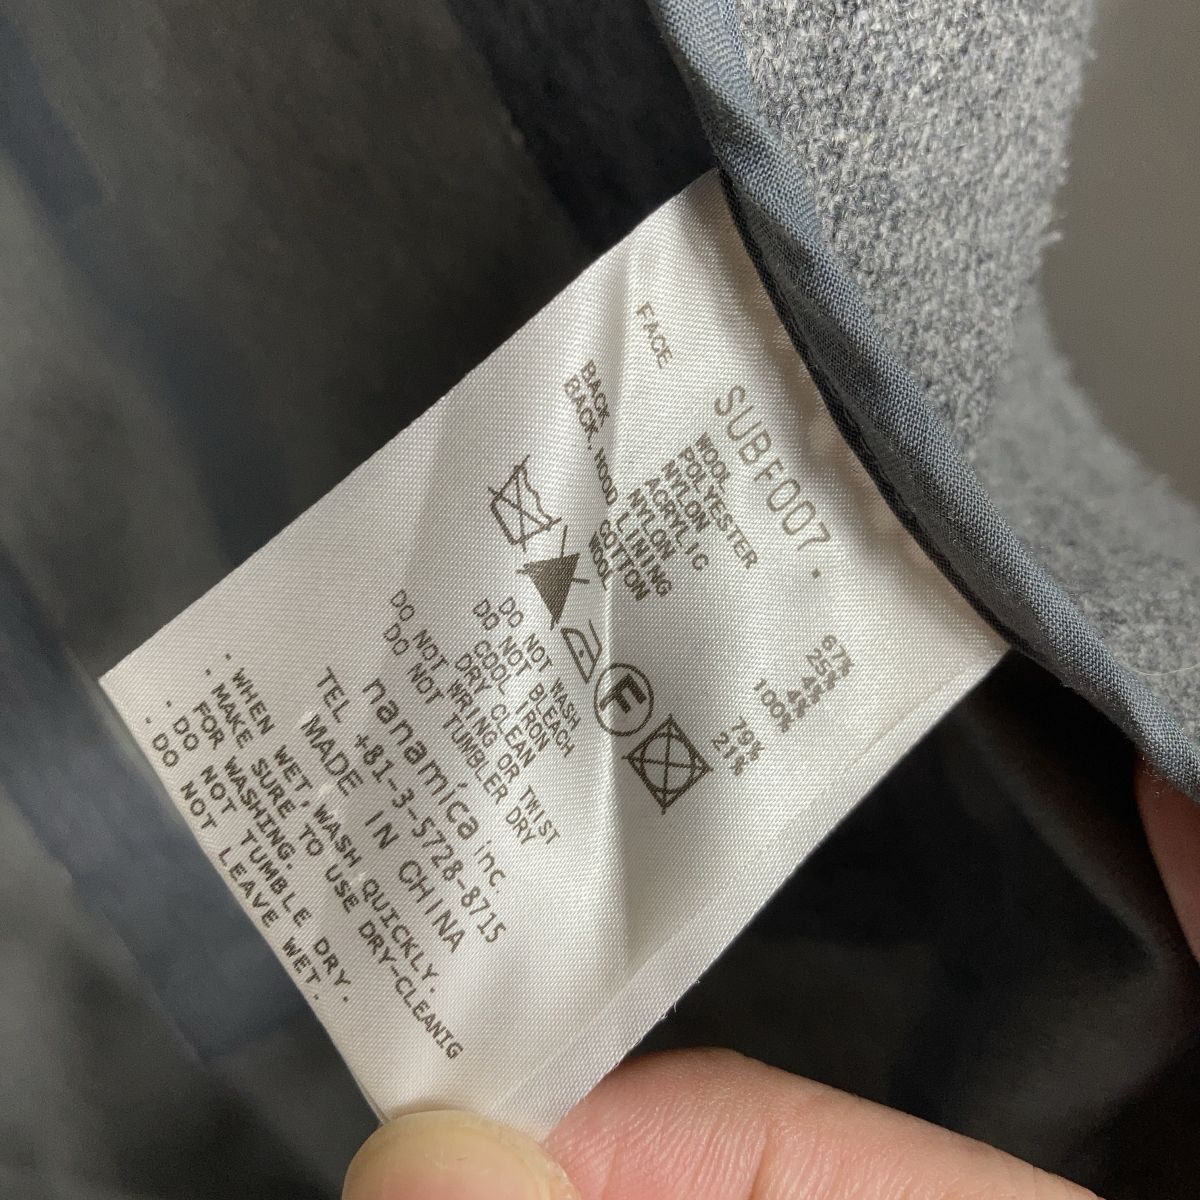 SUBF007.
FACE WOOL 67%
POLYESTER 25%
NYLON 4%
ACRYLIC 4%
BACK NYLON 100%
BACK, HOOD LINING
COTTON 79%
WOOL 21%
F
DO NOT WASH
DO NOT BLEACH
COOL IRON
DRY CLEAN
DO NOT WRING OR TWIST
DO NOT TUMBLER DRY
nanamica inc.
TEL +81-3-5728-8715
MADE IN CHINA
・WHEN WET, WASH QUICKLY.
・MAKE SURE TO USE DRY-CLEANIG
FOR WASHING.
・DO NOT TUMBLE DRY.
・DO NOT LEAVE WET.